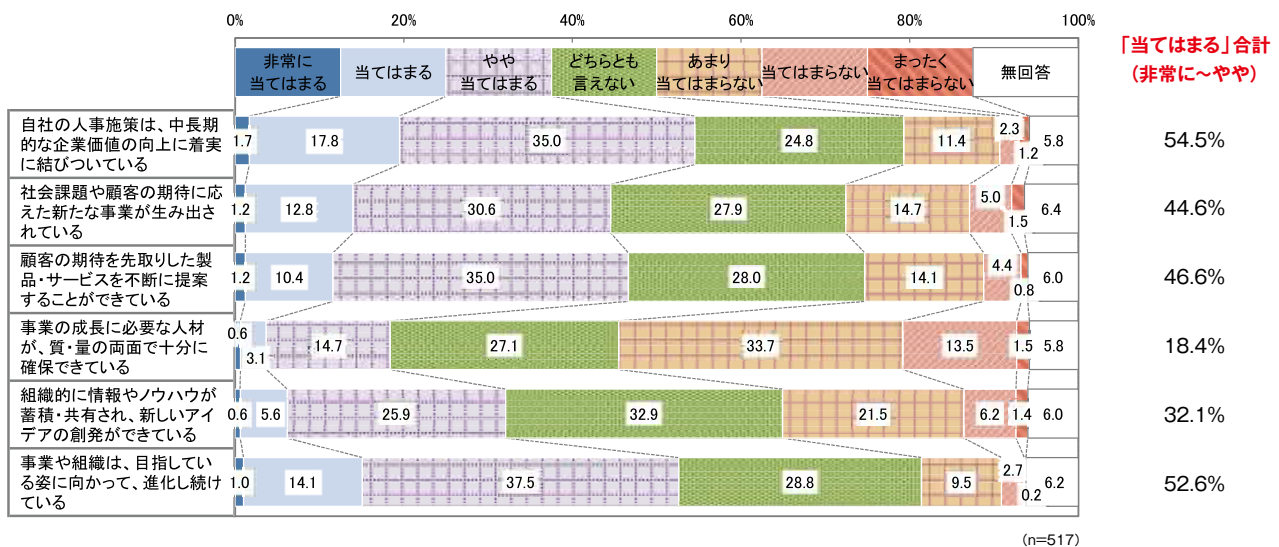 0%
20%
40%
60%
80%
100%
非常に
当てはまる
当てはまる
やや
当てはまる
どちらとも
言えない
あまり
当てはまらない
当てはまらない
まったく
当てはまらない
無回答
「当てはまる」合計
(非常に～やや)
自社の人事施策は、中長期
的な企業価値の向上に着実
に結びついている
1.7
17.8
35.0
24.8
11.4
2.3
1.2
5.8
54.5%
社会課題や顧客の期待に応
えた新たな事業が生み出さ
れている
1.2
12.8
30.6
27.9
14.7
5.0
1.5
6.4
44.6%
顧客の期待を先取りした製
品・サービスを不断に提案
することができている
1.2
10.4
35.0
28.0
14.1
4.4
0.8
6.0
46.6%
事業の成長に必要な人材
が、質・量の両面で十分に
確保できている
0.6
3.1
14.7
27.1
33.7
13.5
1.5
5.8
18.4%
組織的に情報やノウハウが
蓄積・共有され、新しいアイ
デアの創発ができている
0.6
5.6
25.9
32.9
21.5
6.2
1.4
6.0
32.1%
事業や組織は、目指してい
る姿に向かって、進化し続け
ている
1.0
14.1
37.5
28.8
9.5
2.7
0.2
6.2
52.6%
(n=517)